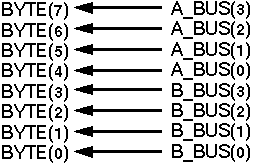 BYTE(7) A_BUS(3)
BYTE(6) A_BUS(2)
BYTE(5) A_BUS(1)
BYTE(4) A_BUS(0)
BYTE(3) B_BUS(3)
BYTE(2) B_BUS(2)
BYTE(1) B_BUS(1)
BYTE(0) B_BUS(0)